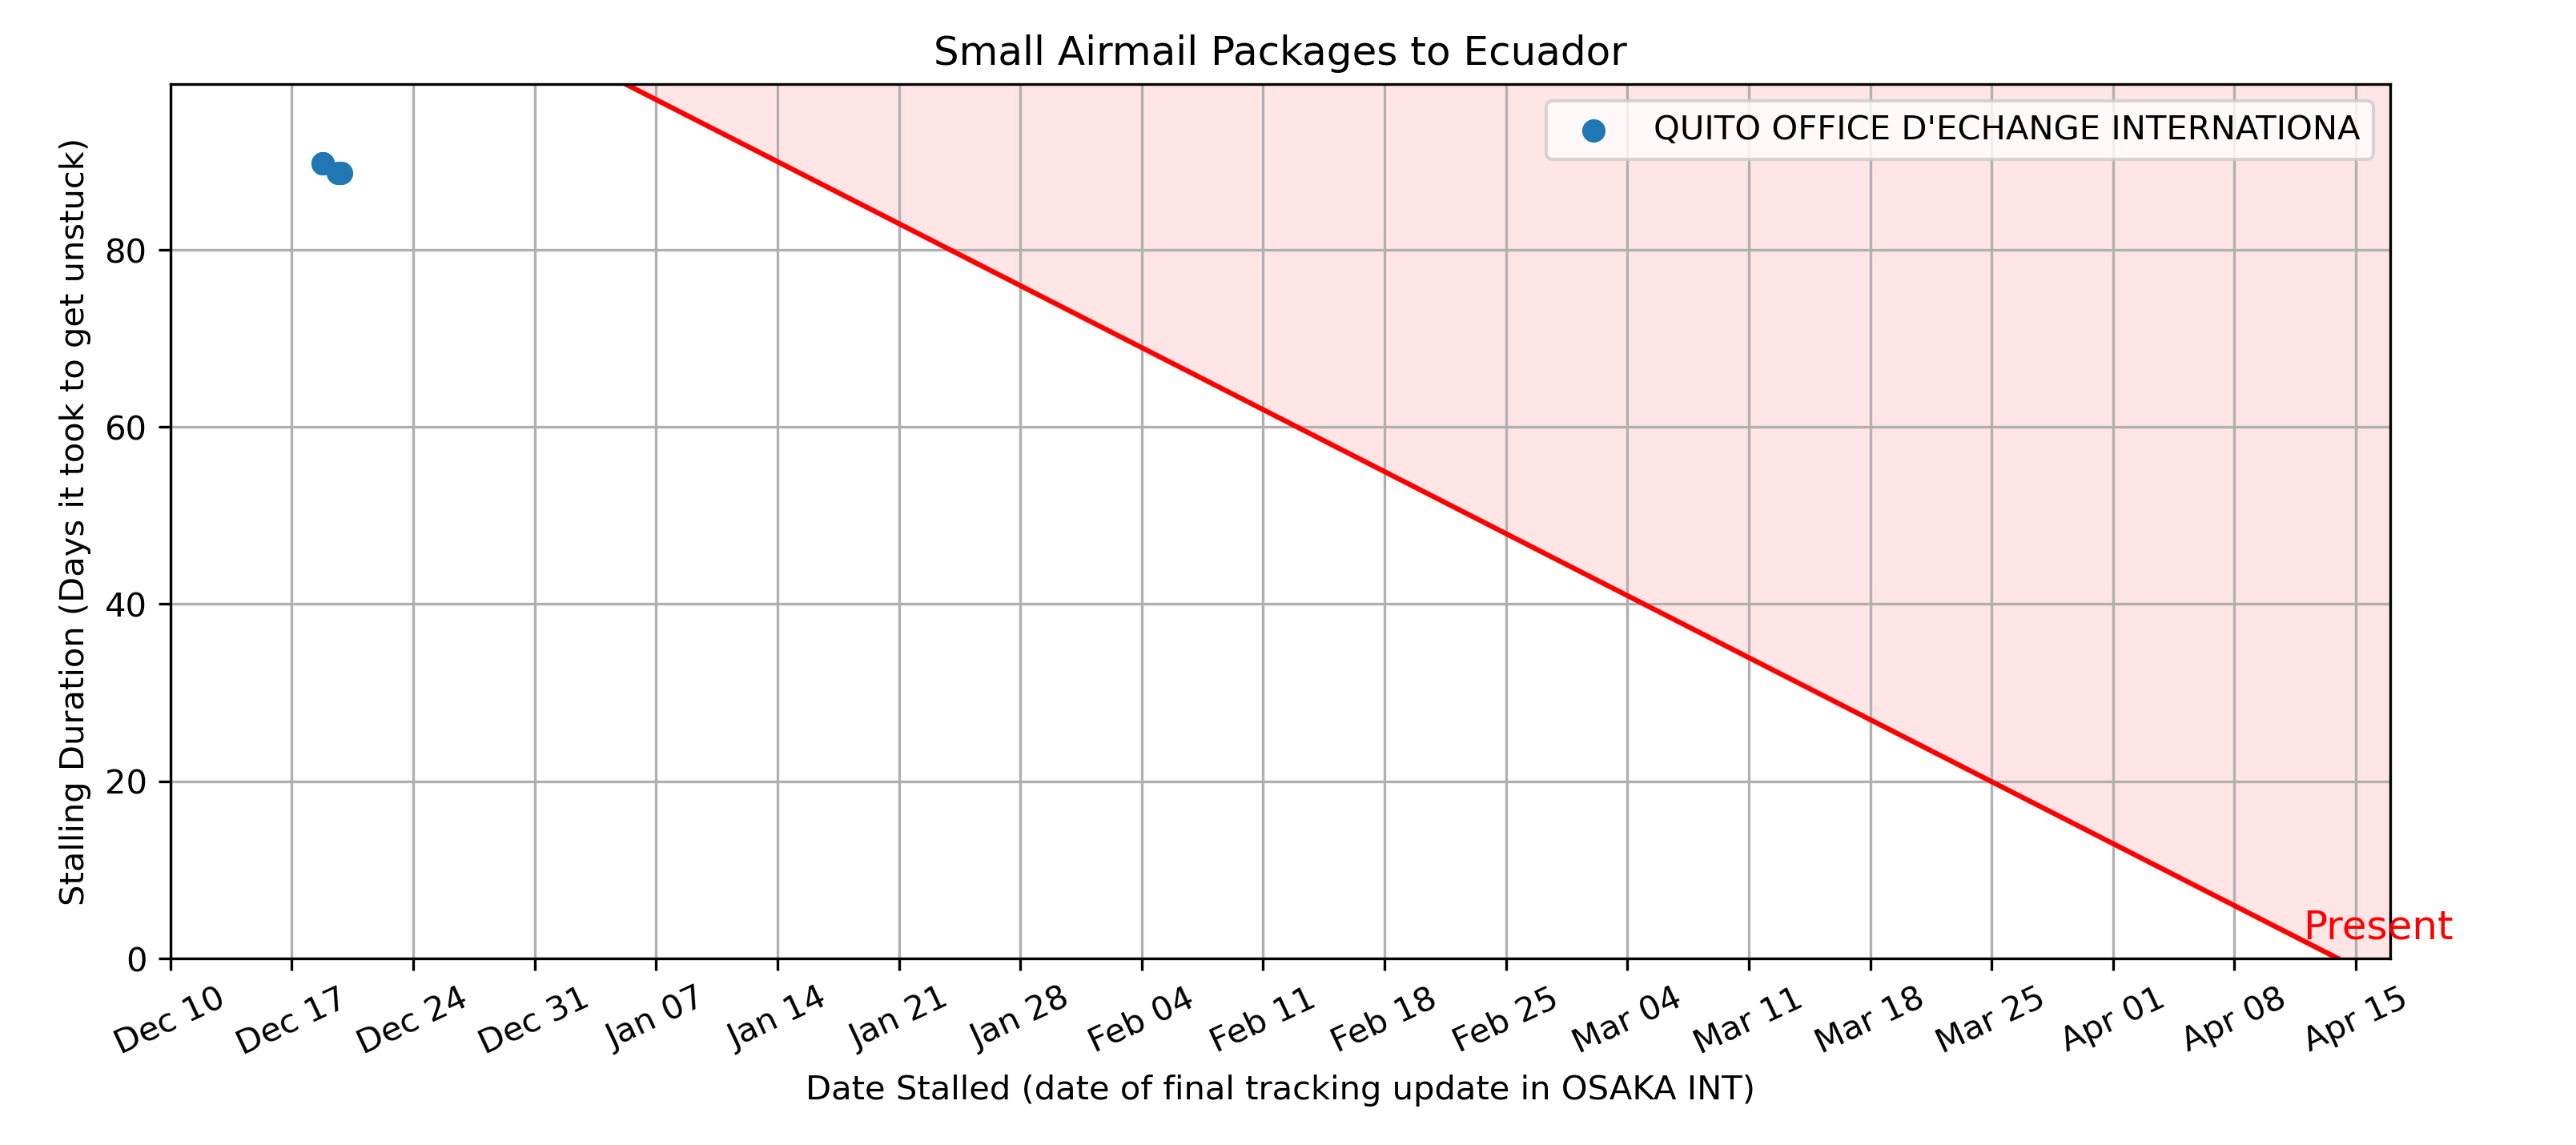 Small Airmail Packages to Ecuador
QUITO OFFICE D'ECHANGE INTERNATIONA
Stalling Duration (Days it took to get unstuck)
80
60
40
20
0
Present
Dec 10
Dec 17
Dec 24
Dec 31
Jan 07
Jan 14
Jan 21
Jan 28
Feb 04
Feb 11
Feb 18
Feb 25
Mar 04
Mar 11
Mar 18
Mar 25
Apr 01
Apr 08
Apr 15
Date Stalled (date of final tracking update in OSAKA INT)